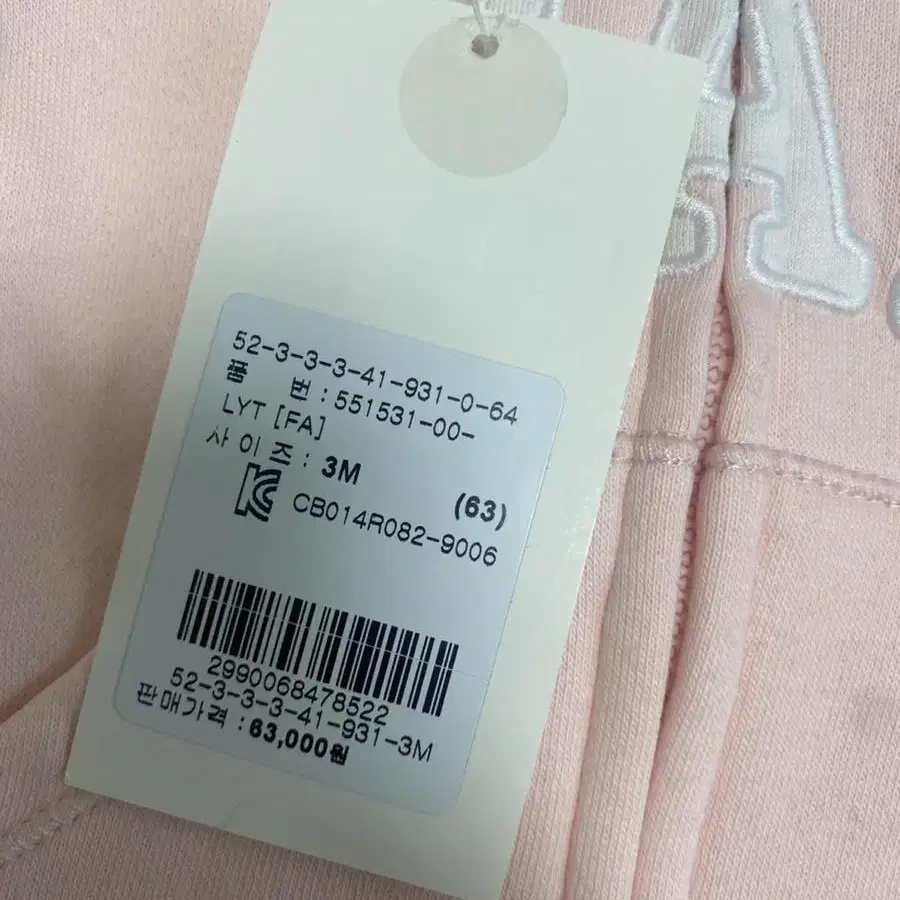 52-3-3-3-41-931-0-64
품 번 : 551531-00-
LYT [FA]
사 이 즈 : 3M (63)
CB014R082-9006
2990068478522
52-3-3-3-41-931-3M
판매가격 : 63,000원